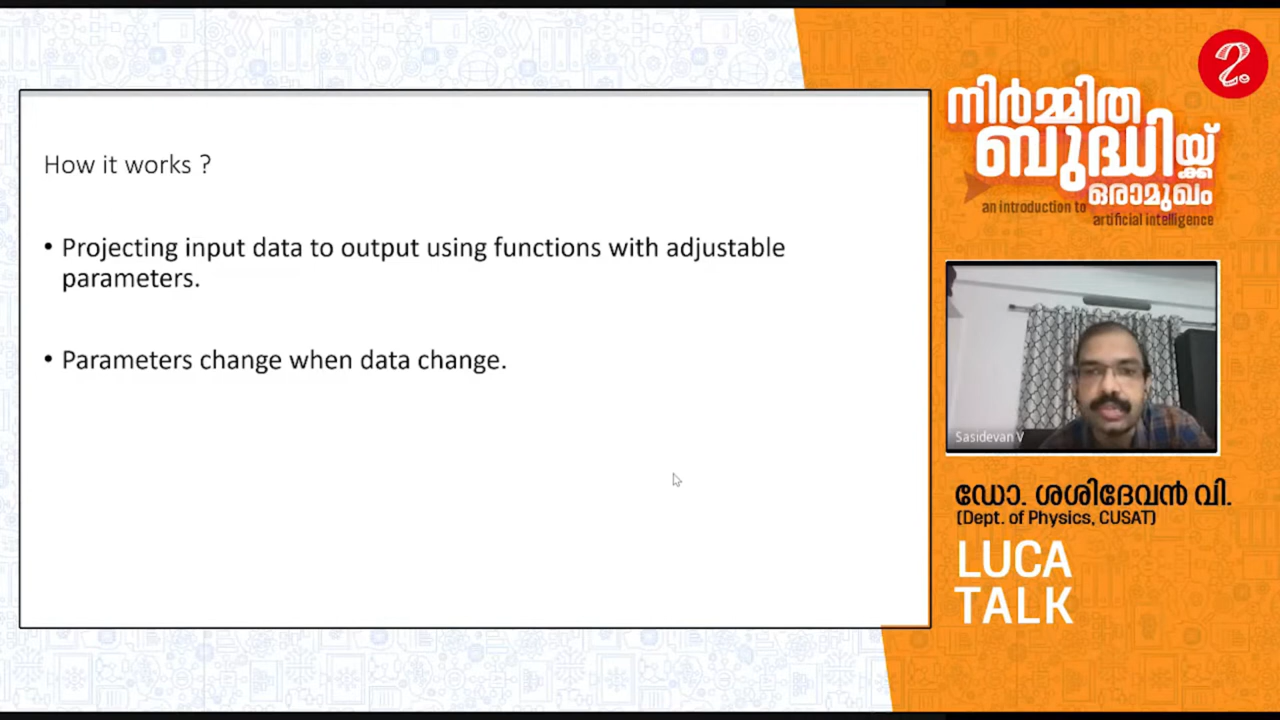 How it works ?
• Projecting input data to output using functions with adjustable
parameters.
• Parameters change when data change.
നിർമ്മിത
ബുദ്ധിയ്ക്ക്
ഒരാമുഖം
an introduction to
artificial intelligence
Sasidevan V
ഡോ. ശശിദേവൻ വി.
(Dept. of Physics, CUSAT)
LUCA
TALK